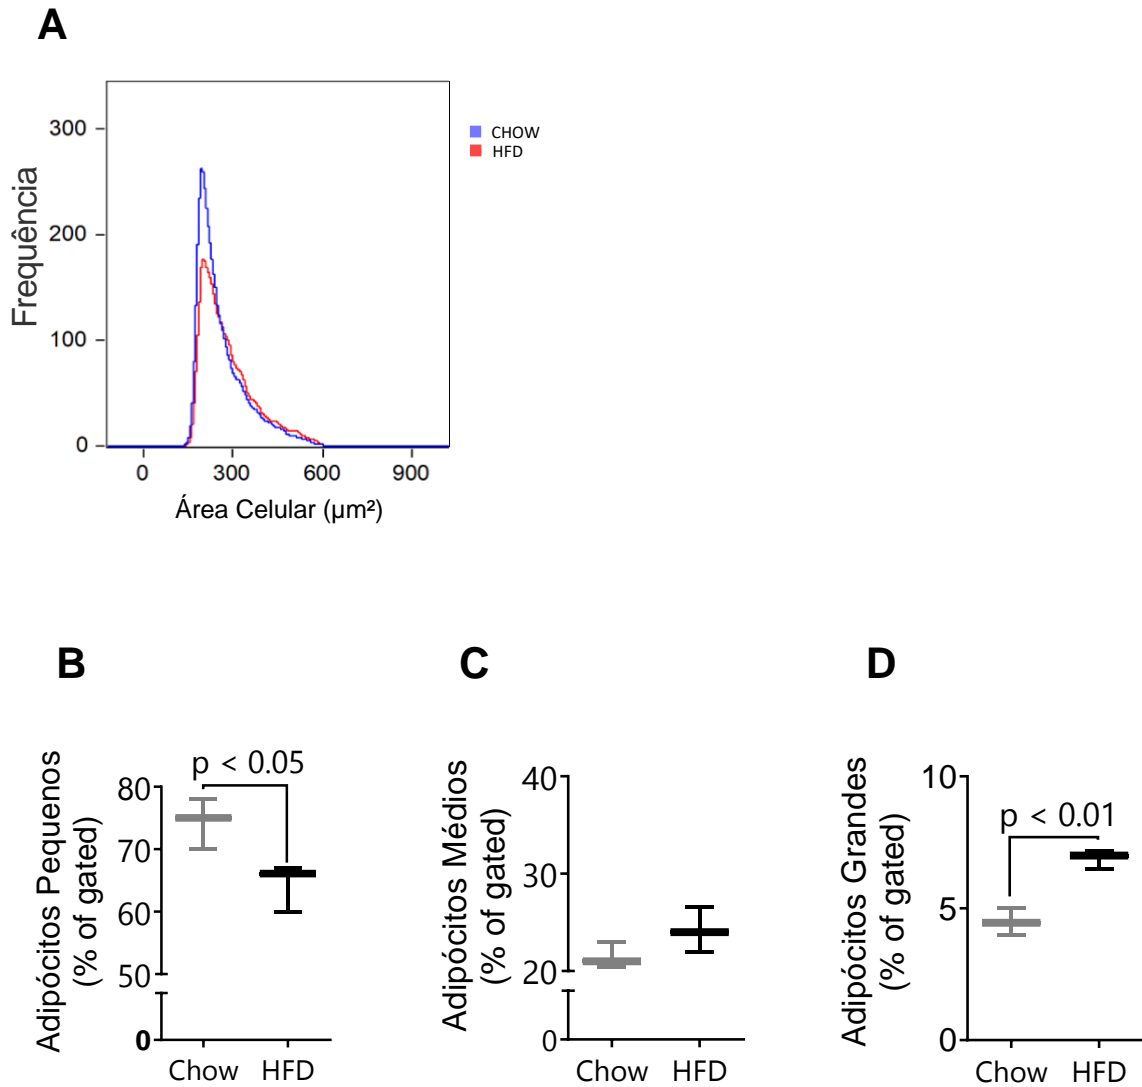 A
Frequência
300
200
100
0
0 300 600 900
Área Celular (µm²)
CHOW
HFD
B
Adipócitos Pequenos
(% of gated)
80
70
60
50
0
p < 0.05
Chow HFD
C
Adipócitos Médios
(% of gated)
40
30
20
0
Chow HFD
D
Adipócitos Grandes
(% of gated)
10
5
0
p < 0.01
Chow HFD